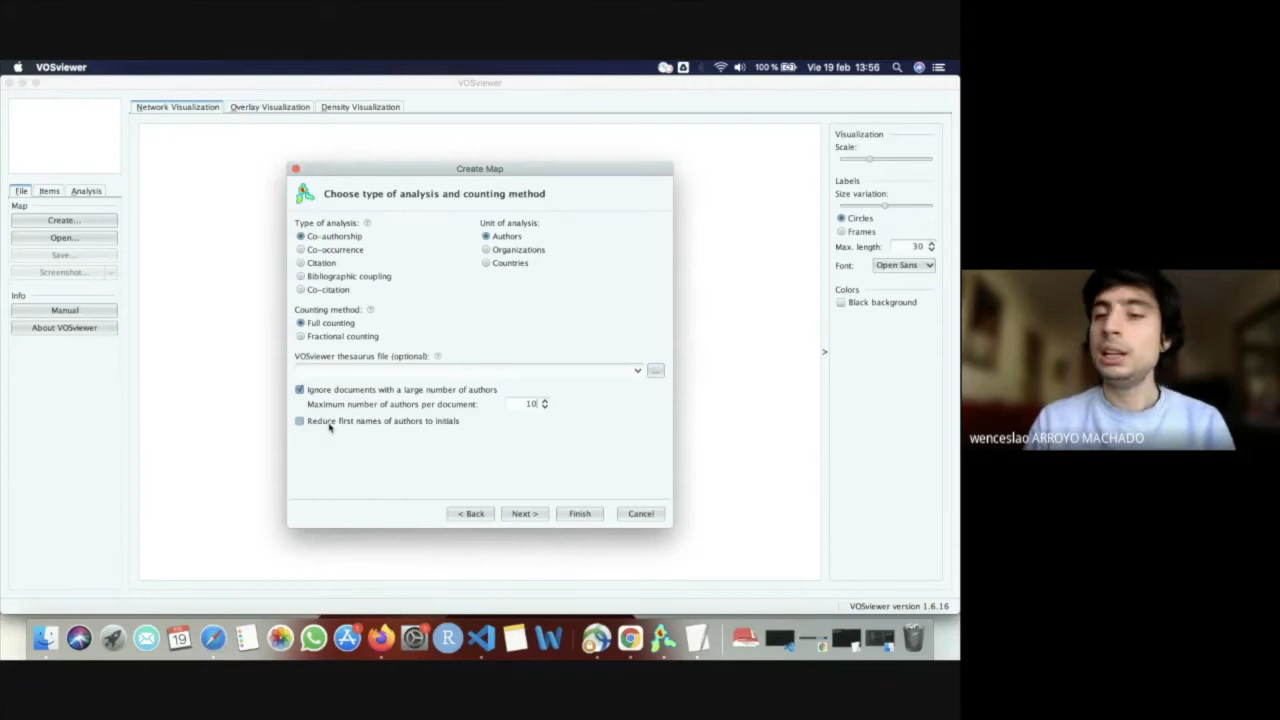 VOSviewer
100 %
Vie 19 feb 13:56
VOSviewer
Network Visualization
Overlay Visualization
Density Visualization
File
Items
Analysis
Map
Create...
Open...
Save...
Screenshot...
Info
Manual
About VOSviewer
Create Map
Choose type of analysis and counting method
Type of analysis:
Unit of analysis:
Co-authorship
Authors
Co-occurrence
Organizations
Citation
Countries
Bibliographic coupling
Co-citation
Counting method:
Full counting
Fractional counting
VOSviewer thesaurus file (optional):
...
Ignore documents with a large number of authors
Maximum number of authors per document:
10
Reduce first names of authors to initials
< Back
Next >
Finish
Cancel
Visualization
Scale:
Labels
Size variation:
Circles
Frames
Max. length:
30
Font:
Open Sans
Colors
Black background
>
VOSviewer version 1.6.16
wenceslao ARROYO MACHADO
19
R
W